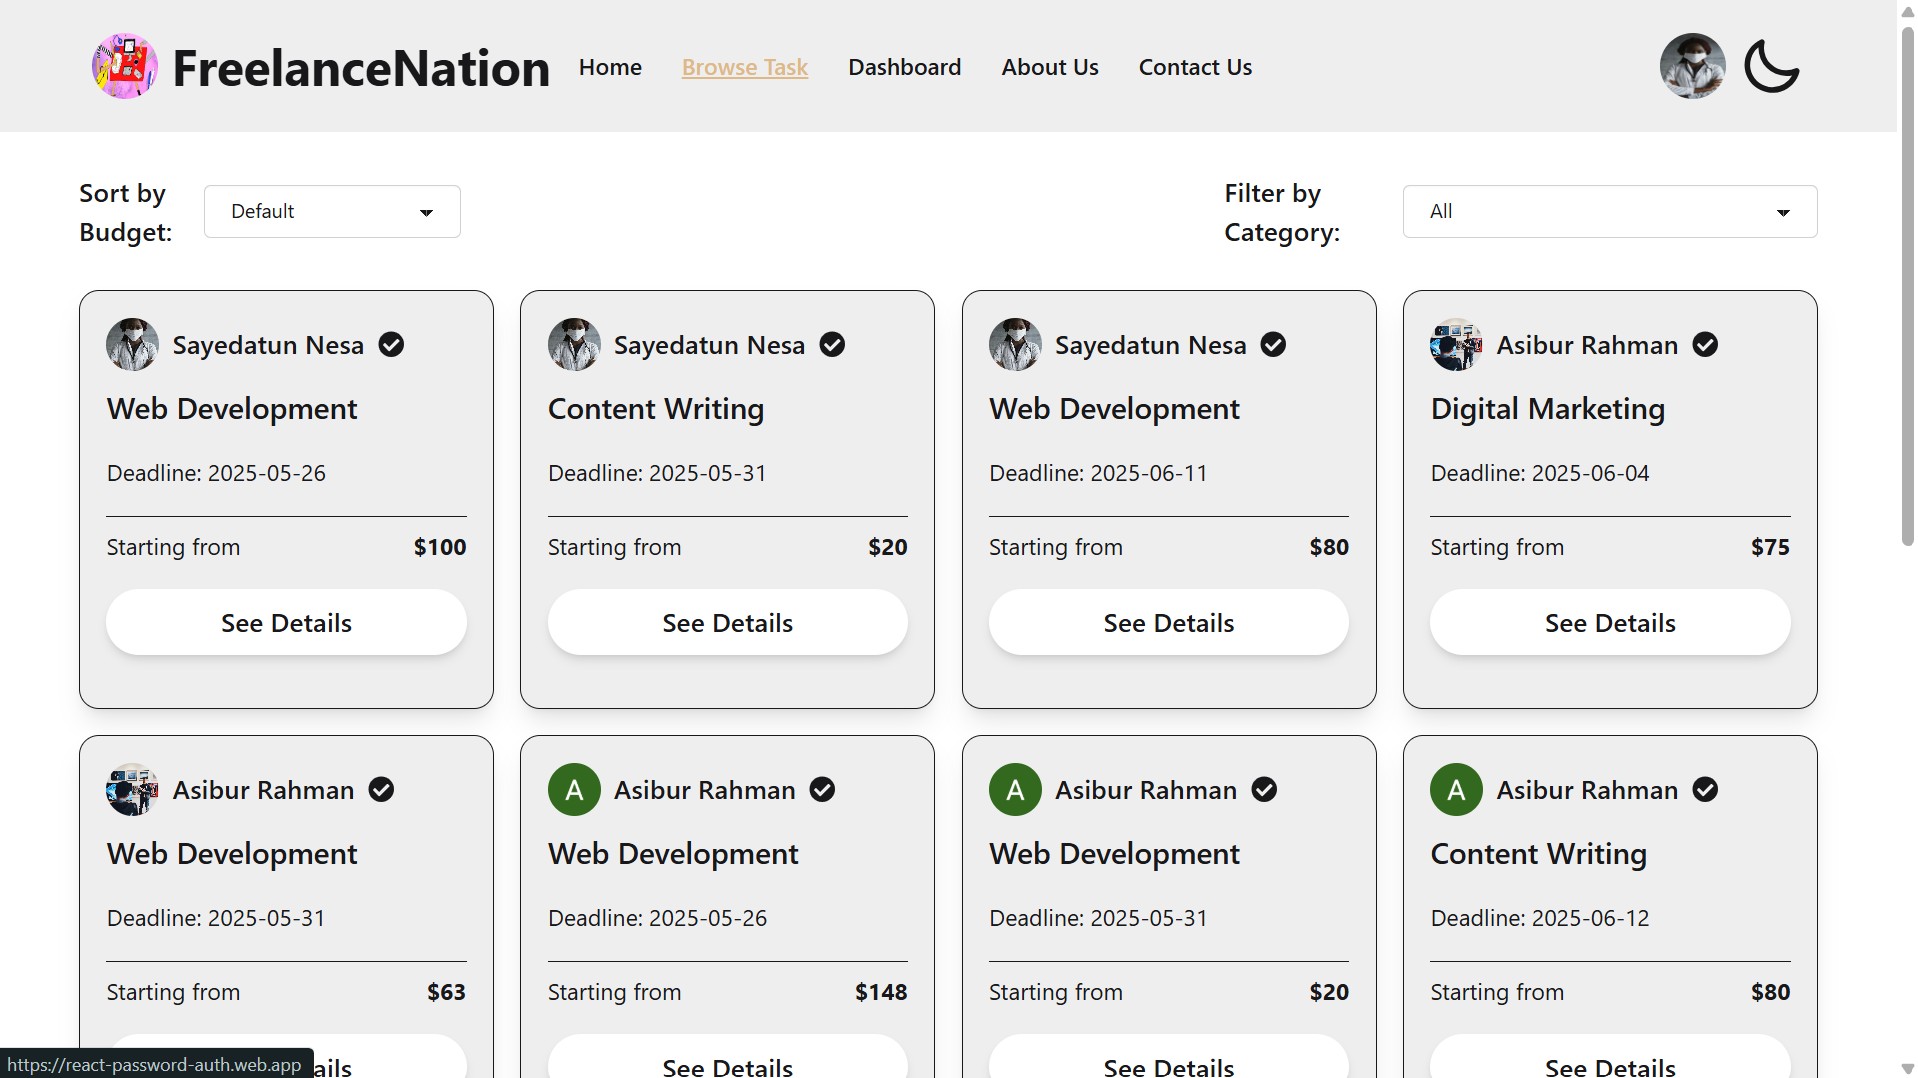 FreelanceNation
Home
Browse Task
Dashboard
About Us
Contact Us
Sort by
Budget:
Default
Filter by
Category:
All
Sayedatun Nesa
Web Development
Deadline: 2025-05-26
Starting from $100
See Details
Sayedatun Nesa
Content Writing
Deadline: 2025-05-31
Starting from $20
See Details
Sayedatun Nesa
Web Development
Deadline: 2025-06-11
Starting from $80
See Details
Asibur Rahman
Digital Marketing
Deadline: 2025-06-04
Starting from $75
See Details
Asibur Rahman
Web Development
Deadline: 2025-05-31
Starting from $63
ails
A
Asibur Rahman
Web Development
Deadline: 2025-05-26
Starting from $148
See Details
A
Asibur Rahman
Web Development
Deadline: 2025-05-31
Starting from $20
See Details
A
Asibur Rahman
Content Writing
Deadline: 2025-06-12
Starting from $80
See Details
https://react-password-auth.web.app